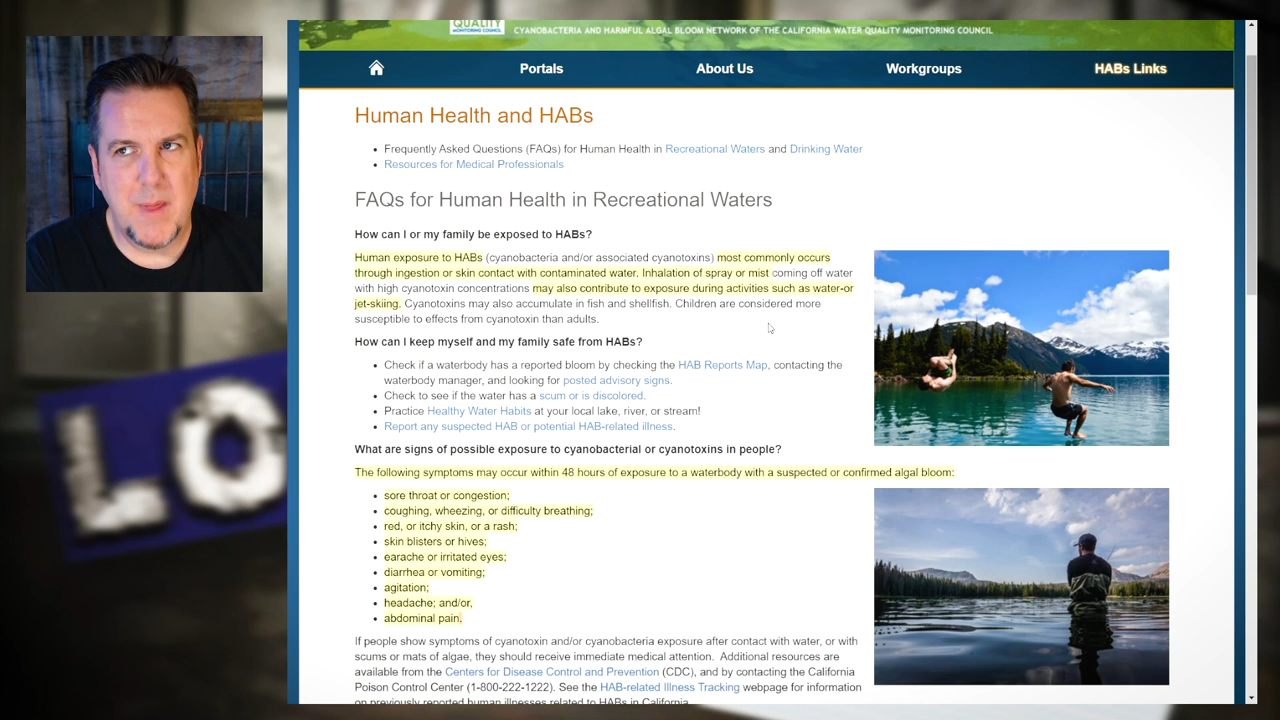 QUALITY
MONITORING COUNCIL
CYANOBACTERIA AND HARMFUL ALGAL BLOOM NETWORK OF THE CALIFORNIA WATER QUALITY MONITORING COUNCIL
Portals
About Us
Workgroups
HABs Links
Human Health and HABs
• Frequently Asked Questions (FAQs) for Human Health in Recreational Waters and Drinking Water
• Resources for Medical Professionals
FAQs for Human Health in Recreational Waters
How can I or my family be exposed to HABs?
Human exposure to HABs (cyanobacteria and/or associated cyanotoxins) most commonly occurs
through ingestion or skin contact with contaminated water. Inhalation of spray or mist coming off water
with high cyanotoxin concentrations may also contribute to exposure during activities such as water-or
jet-skiing. Cyanotoxins may also accumulate in fish and shellfish. Children are considered more
susceptible to effects from cyanotoxin than adults.
How can I keep myself and my family safe from HABs?
• Check if a waterbody has a reported bloom by checking the HAB Reports Map, contacting the
waterbody manager, and looking for posted advisory signs.
• Check to see if the water has a scum or is discolored.
• Practice Healthy Water Habits at your local lake, river, or stream!
• Report any suspected HAB or potential HAB-related illness.
What are signs of possible exposure to cyanobacterial or cyanotoxins in people?
The following symptoms may occur within 48 hours of exposure to a waterbody with a suspected or confirmed algal bloom:
• sore throat or congestion;
• coughing, wheezing, or difficulty breathing;
• red, or itchy skin, or a rash;
• skin blisters or hives;
• earache or irritated eyes;
• diarrhea or vomiting;
• agitation;
• headache; and/or,
• abdominal pain.
If people show symptoms of cyanotoxin and/or cyanobacteria exposure after contact with water, or with
scums or mats of algae, they should receive immediate medical attention.  Additional resources are
available from the Centers for Disease Control and Prevention (CDC), and by contacting the California
Poison Control Center (1-800-222-1222). See the HAB-related Illness Tracking webpage for information
on previously reported human illnesses related to HABs in California.